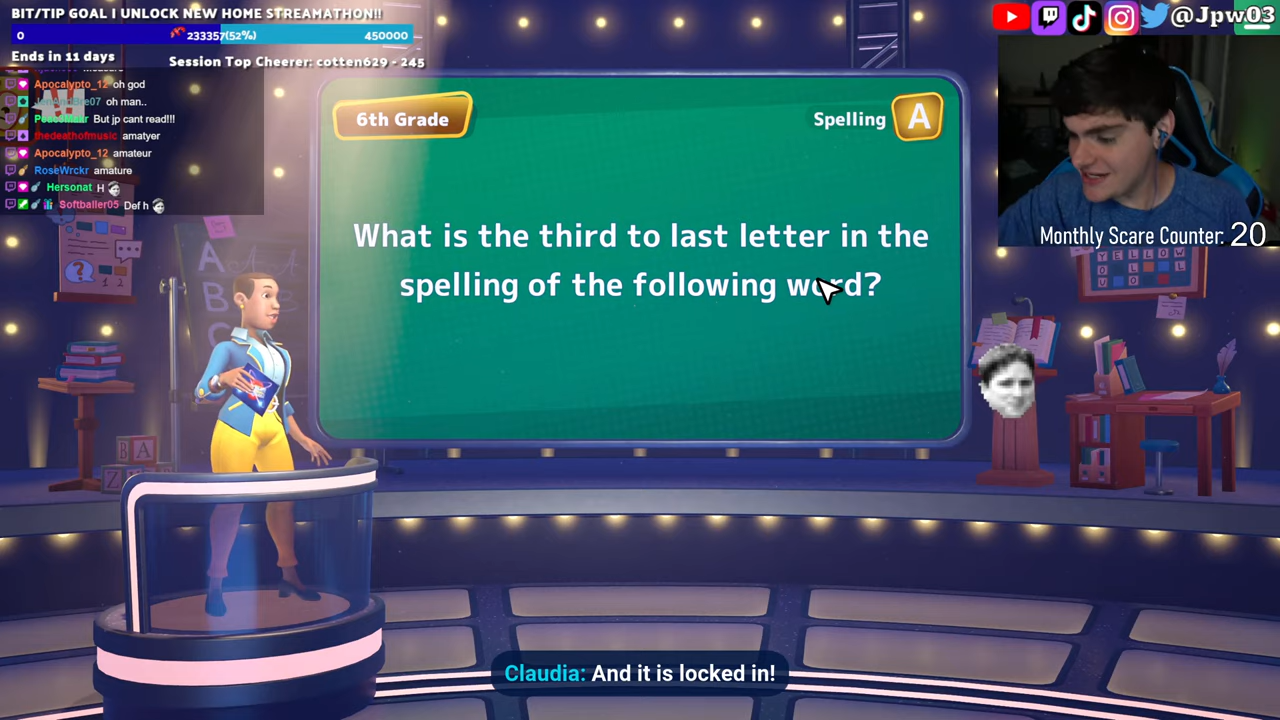 BIT/TIP GOAL I UNLOCK NEW HOME STREAMATHON!!
0 233357(52%) 450000
Ends in 11 days
Session Top Cheerer: cotten629 - 245
Apocalypto_12 oh god
oh man..
But jp cant read!!!
thedeathofmusic amatyer
Apocalypto_12 amateur
RoseWrckr amature
Hersonat H
Softballer05 Def h
@Jpw03
Monthly Scare Counter: 20
6th Grade
Spelling A
What is the third to last letter in the
spelling of the following word?
A
B
C
YELLOW
A B
Claudia: And it is locked in!